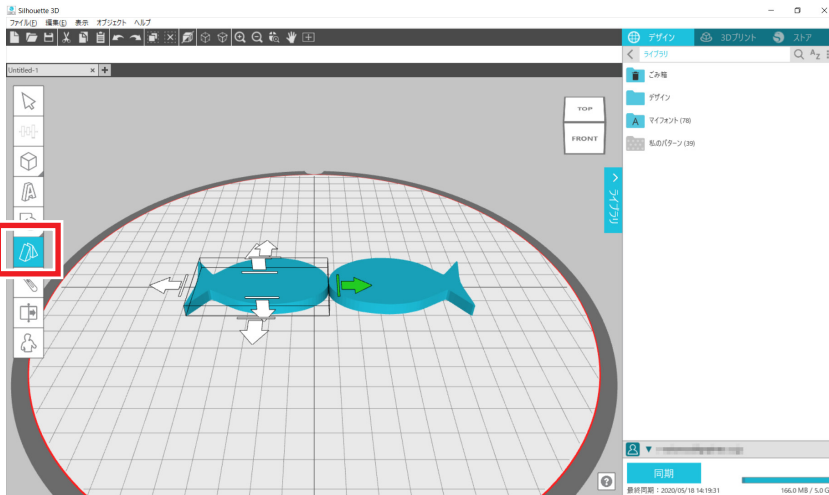 Silhouette 3D
ファイル(F) 編集(E) 表示 オブジェクト ヘルプ
デザイン 3Dプリント ストア
ライブラリ
Untitled-1 × +
ごみ箱
デザイン
マイフォント (78)
私のパターン (39)
TOP
FRONT
ライブラリ
同期
最終同期：2020/05/18 14:19:31 166.0 MB / 5.0 G